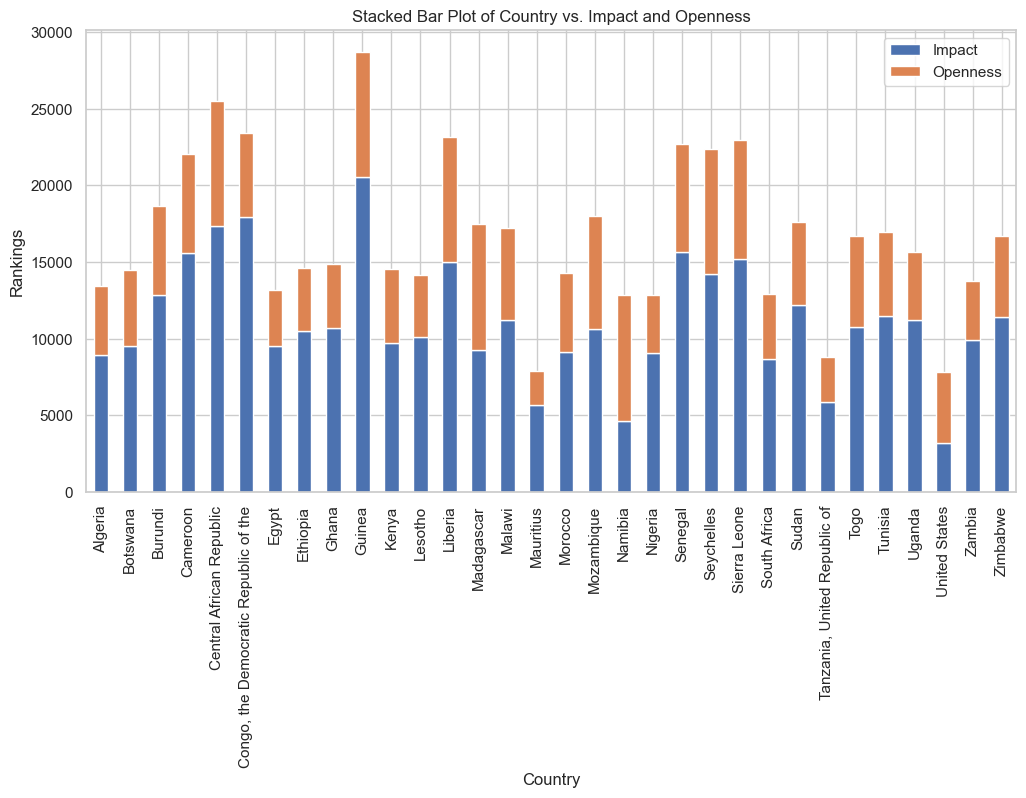 Stacked Bar Plot of Country vs. Impact and Openness
Impact
Openness
Rankings
30000
25000
20000
15000
10000
5000
0
Algeria
Botswana
Burundi
Cameroon
Central African Republic
Congo, the Democratic Republic of the
Egypt
Ethiopia
Ghana
Guinea
Kenya
Lesotho
Liberia
Madagascar
Malawi
Mauritius
Morocco
Mozambique
Namibia
Nigeria
Senegal
Seychelles
Sierra Leone
South Africa
Sudan
Tanzania, United Republic of
Togo
Tunisia
Uganda
United States
Zambia
Zimbabwe
Country